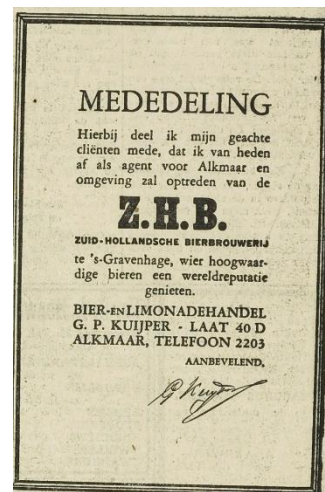 MEDEDELING
Hierbij deel ik mijn geachte
cliënten mede, dat ik van heden
af als agent voor Alkmaar en
omgeving zal optreden van de
Z.H.B.
ZUID-HOLLANDSCHE BIERBROUWERIJ
te 's-Gravenhage, wier hoogwaar-
dige bieren een wereldreputatie
genieten.
BIER-EN LIMONADEHANDEL
G. P. KUIJPER - LAAT 40 D
ALKMAAR, TELEFOON 2203
AANBEVELEND,
G Kuyper